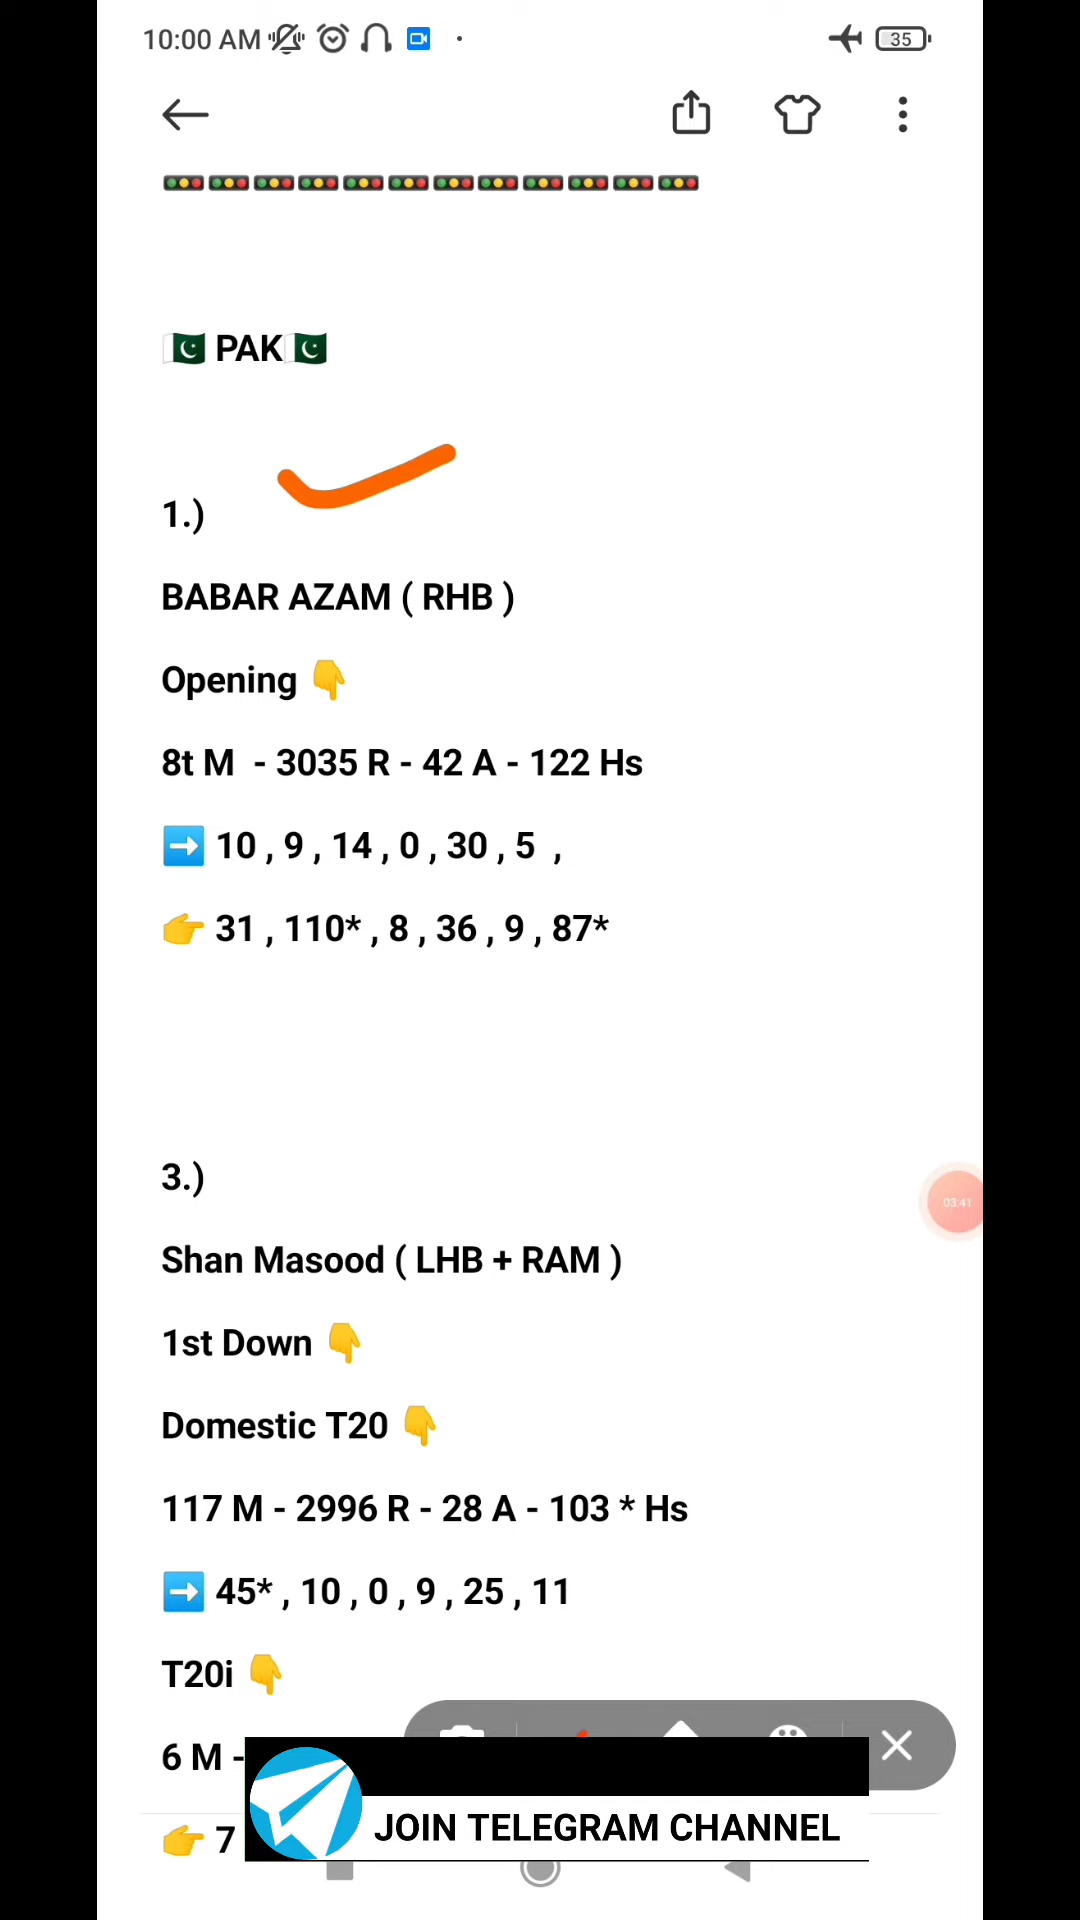 10:00 AM
35
PAK
1.)
BABAR AZAM ( RHB )
Opening
8t M - 3035 R - 42 A - 122 Hs
10 , 9 , 14 , 0 , 30 , 5 ,
31 , 110* , 8 , 36 , 9 , 87*
3.)
03:41
Shan Masood ( LHB + RAM )
1st Down
Domestic T20
117 M - 2996 R - 28 A - 103 * Hs
45* , 10 , 0 , 9 , 25 , 11
T20i
6 M -
7
JOIN TELEGRAM CHANNEL